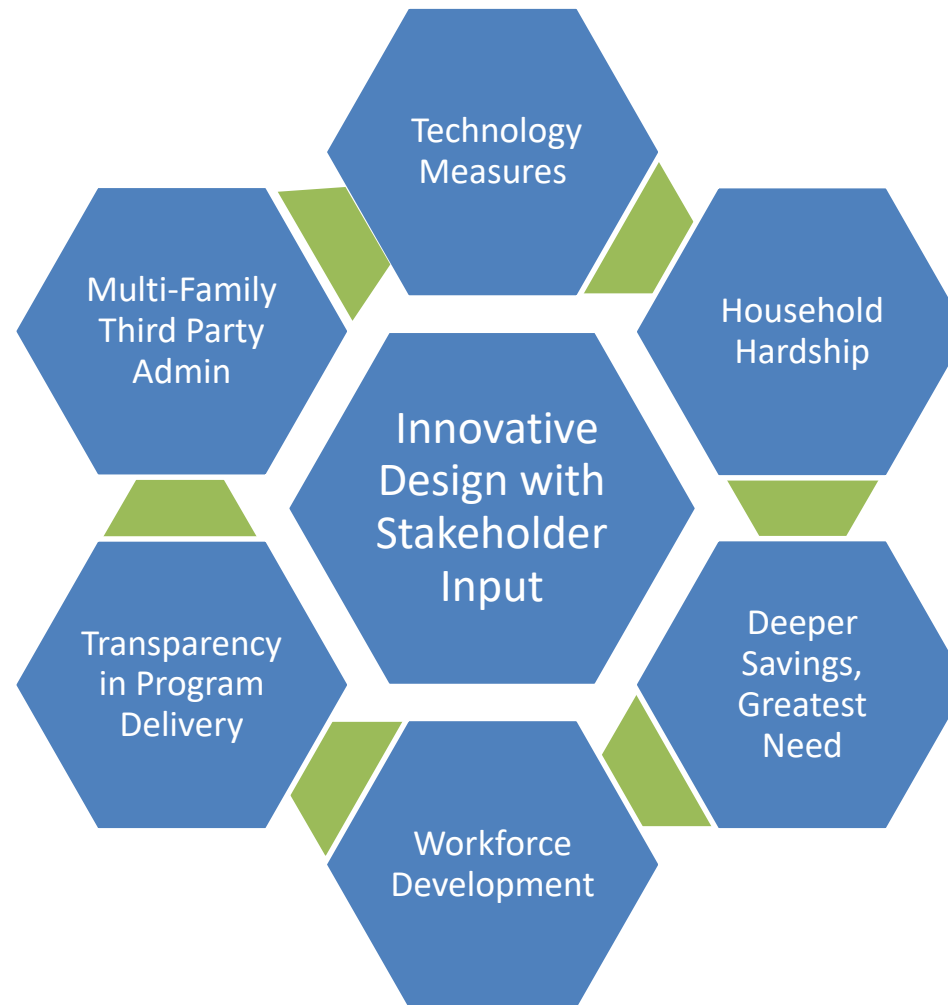 Technology
Measures
Household
Hardship
Deeper
Savings,
Greatest
Need
Workforce
Development
Transparency
in Program
Delivery
Multi-Family
Third Party
Admin
Innovative
Design with
Stakeholder
Input